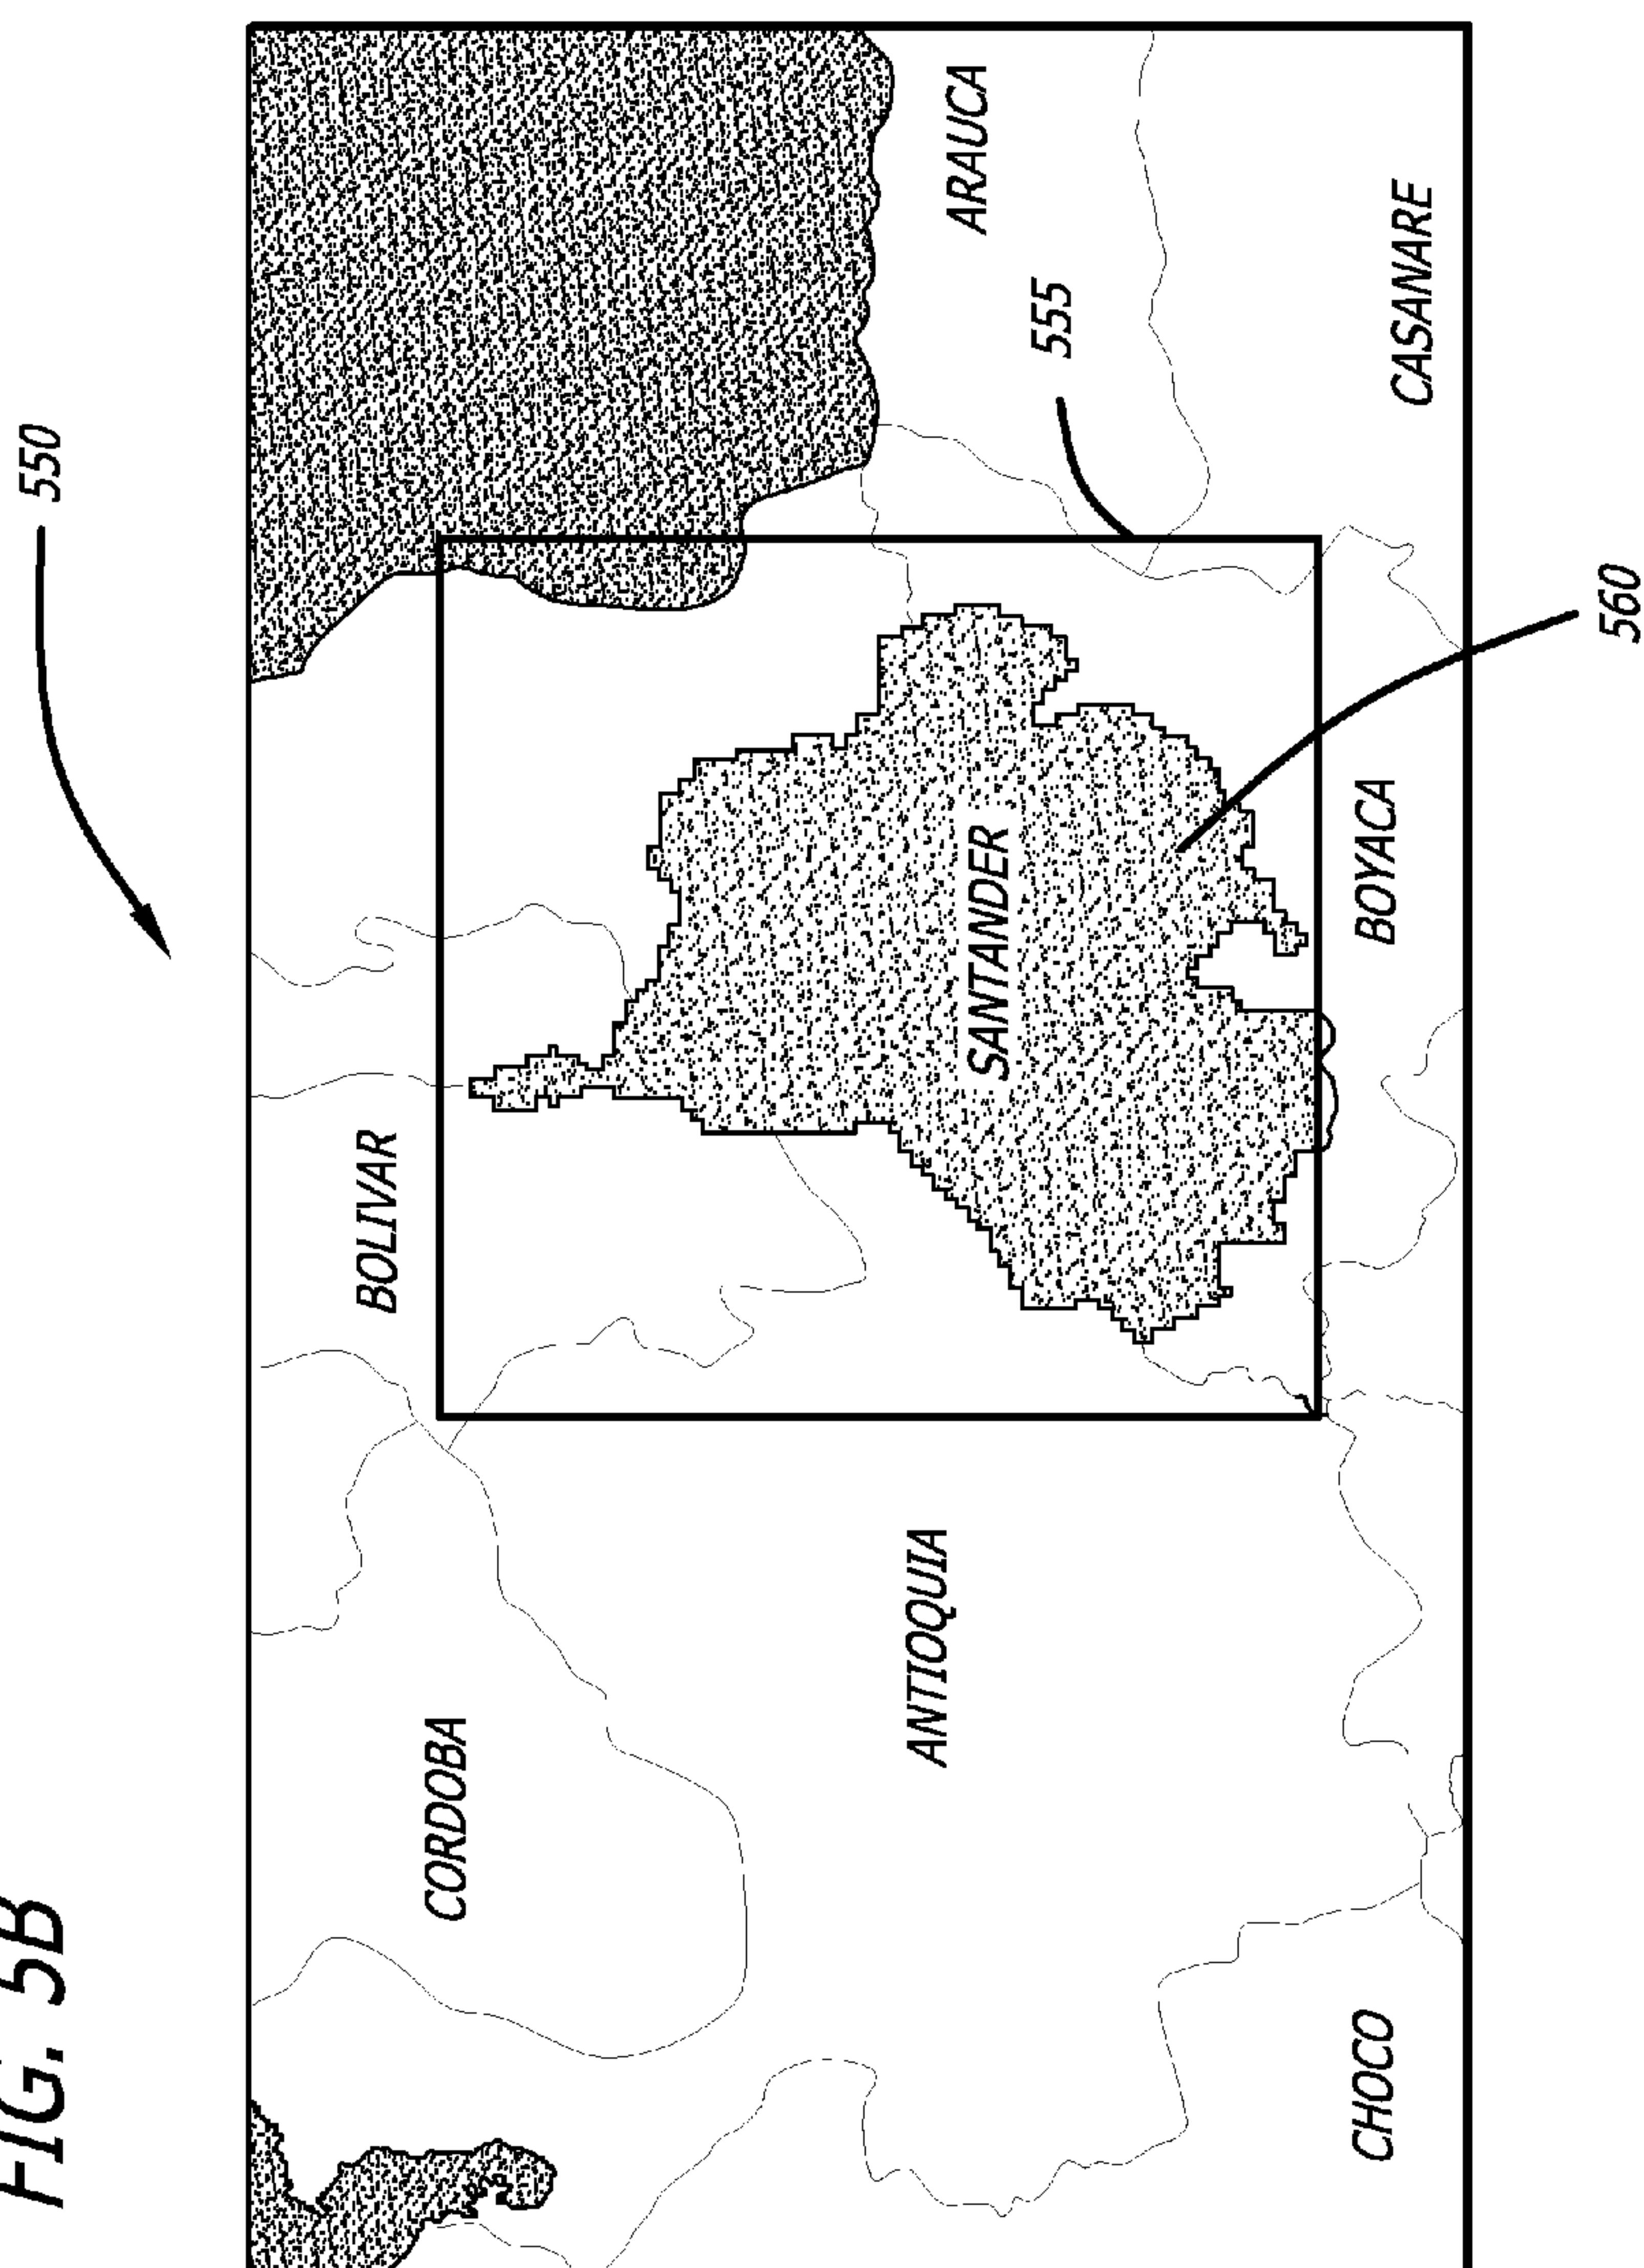 FIG. 5B
550
BOLIVAR
CORDOBA
ARAUCA
555
SANTANDER
ANTIOQUIA
CASANARE
BOYACA
CHOCO
560